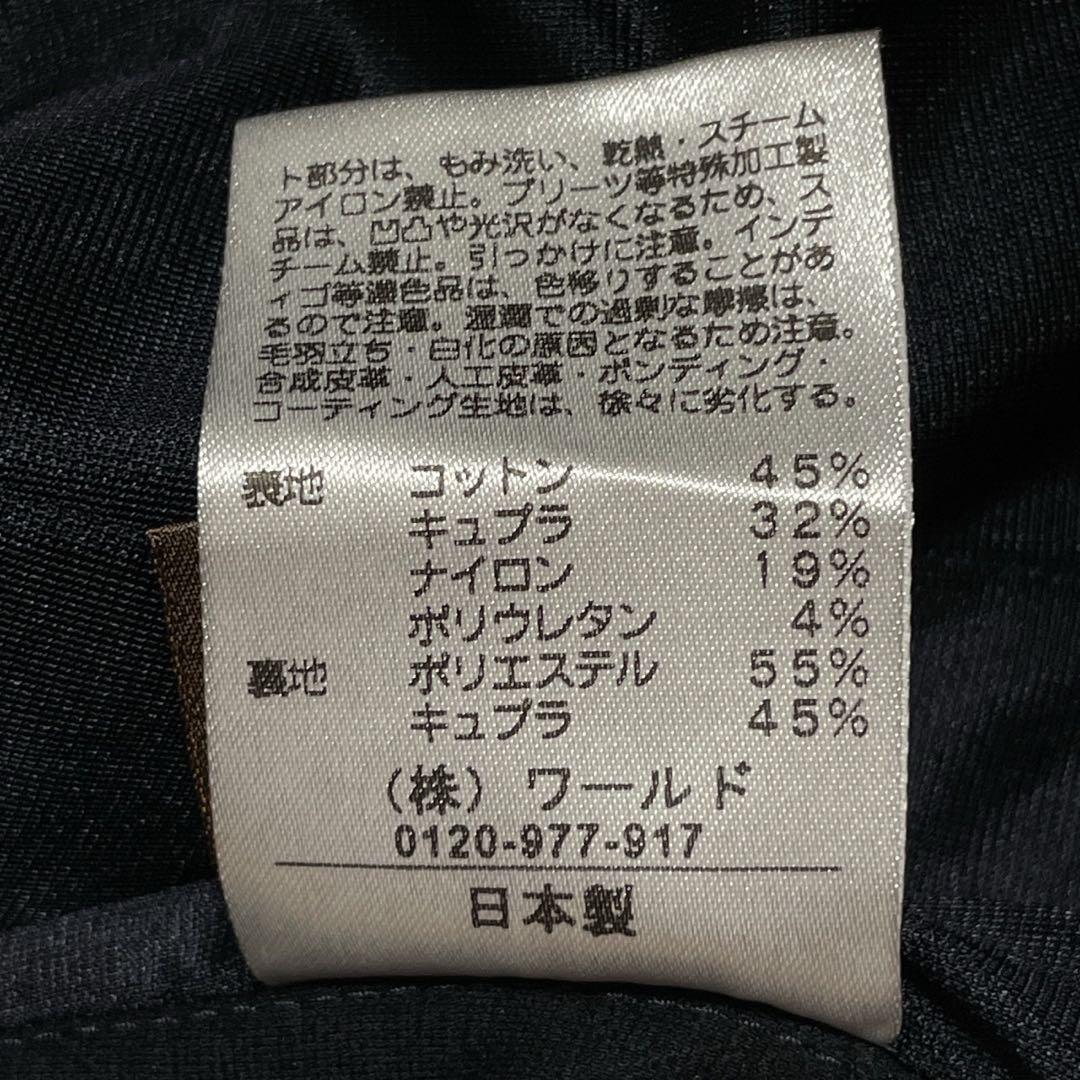 ト部分は、もみ洗い、乾熱・スチーム
アイロン禁止。プリーツ等特殊加工製
品は、凹凸や光沢がなくなるため、ス
チーム禁止。引っかけに注意。インデ
ィゴ等濃色品は、色移りすることがあ
るので注意。湿潤での過剰な摩擦は、
毛羽立ち・白化の原因となるため注意。
合成皮革・人工皮革・ボンディング・
コーティング生地は、徐々に劣化する。
表地 コットン 45%
キュプラ 32%
ナイロン 19%
ポリウレタン 4%
裏地 ポリエステル 55%
キュプラ 45%
(株) ワールド
0120-977-917
日本製